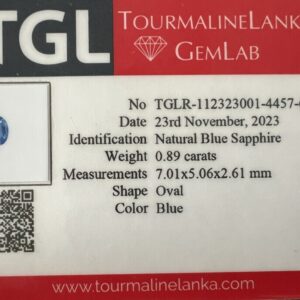 TGL
TOURMALINELANKA
GEMLAB
No TGLR-112323001-4457-
Date 23rd November, 2023
Identification Natural Blue Sapphire
Weight 0.89 carats
Measurements 7.01x5.06x2.61 mm
Shape Oval
Color Blue
www.tourmalinelanka.com